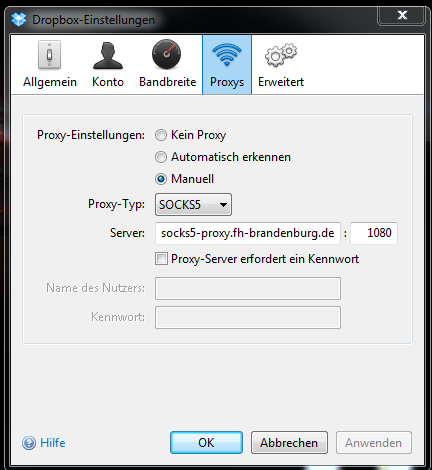 Dropbox-Einstellungen
Allgemein Konto Bandbreite Proxys Erweitert
Proxy-Einstellungen: Kein Proxy
Automatisch erkennen
Manuell
Proxy-Typ: SOCKS5
Server: socks5-proxy.fh-brandenburg.de : 1080
Proxy-Server erfordert ein Kennwort
Name des Nutzers:
Kennwort:
? Hilfe OK Abbrechen Anwenden